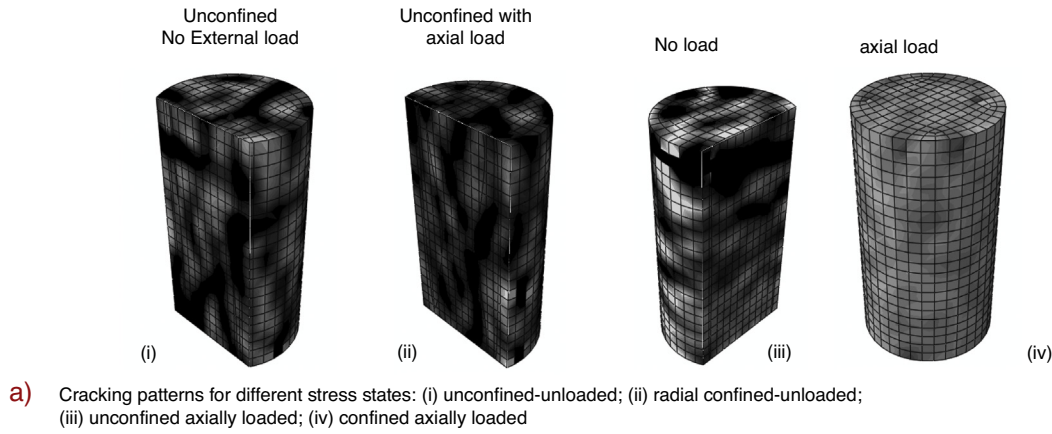 Unconfined
No External load
Unconfined with
axial load
No load
axial load
(i)
(ii)
(iii)
(iv)
a) Cracking patterns for different stress states: (i) unconfined-unloaded; (ii) radial confined-unloaded;
(iii) unconfined axially loaded; (iv) confined axially loaded